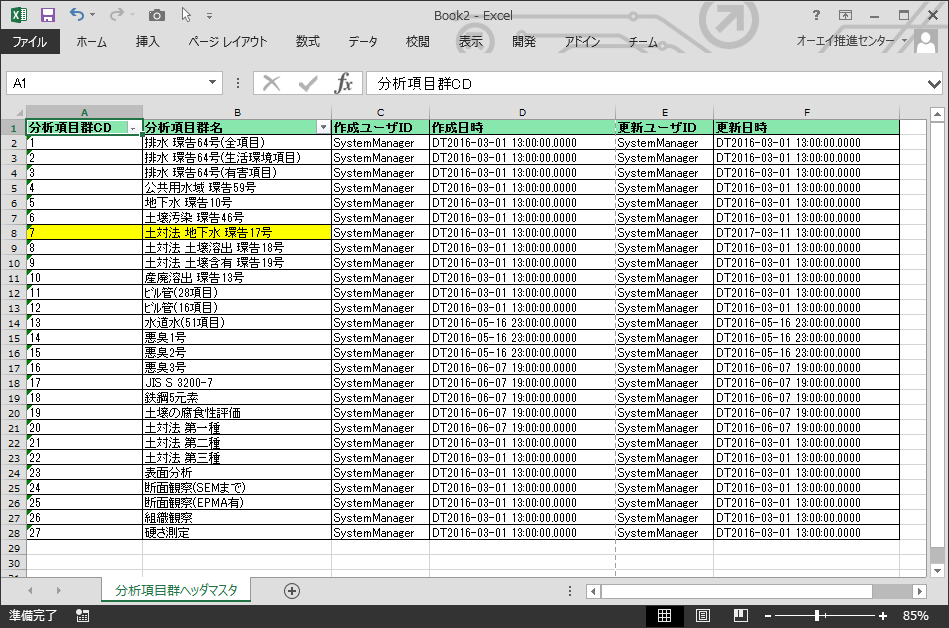 Book2 - Excel
?
ファイル ホーム 挿入 ページ レイアウト 数式 データ 校閲 表示 開発 アドイン チーム オーエイ推進センター
A1 fx 分析項目群CD
A B C D E F
1 分析項目群CD 分析項目群名 作成ユーザID 作成日時 更新ユーザID 更新日時
2 1 排水 環告64号(全項目) SystemManager DT2016-03-01 13:00:00.0000 SystemManager DT2016-03-01 13:00:00.0000
3 2 排水 環告64号(生活環境項目) SystemManager DT2016-03-01 13:00:00.0000 SystemManager DT2016-03-01 13:00:00.0000
4 3 排水 環告64号(有害項目) SystemManager DT2016-03-01 13:00:00.0000 SystemManager DT2016-03-01 13:00:00.0000
5 4 公共用水域 環告59号 SystemManager DT2016-03-01 13:00:00.0000 SystemManager DT2016-03-01 13:00:00.0000
6 5 地下水 環告10号 SystemManager DT2016-03-01 13:00:00.0000 SystemManager DT2016-03-01 13:00:00.0000
7 6 土壌汚染 環告46号 SystemManager DT2016-03-01 13:00:00.0000 SystemManager DT2016-03-01 13:00:00.0000
8 7 土対法 地下水 環告17号 SystemManager DT2016-03-01 13:00:00.0000 SystemManager DT2017-03-11 13:00:00.0000
9 8 土対法 土壌溶出 環告18号 SystemManager DT2016-03-01 13:00:00.0000 SystemManager DT2016-03-01 13:00:00.0000
10 9 土対法 土壌含有 環告19号 SystemManager DT2016-03-01 13:00:00.0000 SystemManager DT2016-03-01 13:00:00.0000
11 10 産廃溶出 環告13号 SystemManager DT2016-03-01 13:00:00.0000 SystemManager DT2016-03-01 13:00:00.0000
12 11 ビル管(28項目) SystemManager DT2016-03-01 13:00:00.0000 SystemManager DT2016-03-01 13:00:00.0000
13 12 ビル管(16項目) SystemManager DT2016-03-01 13:00:00.0000 SystemManager DT2016-03-01 13:00:00.0000
14 13 水道水(51項目) SystemManager DT2016-05-16 23:00:00.0000 SystemManager DT2016-05-16 23:00:00.0000
15 14 悪臭1号 SystemManager DT2016-05-16 23:00:00.0000 SystemManager DT2016-05-16 23:00:00.0000
16 15 悪臭2号 SystemManager DT2016-05-16 23:00:00.0000 SystemManager DT2016-05-16 23:00:00.0000
17 16 悪臭3号 SystemManager DT2016-06-07 19:00:00.0000 SystemManager DT2016-06-07 19:00:00.0000
18 17 JIS S 3200-7 SystemManager DT2016-06-07 19:00:00.0000 SystemManager DT2016-06-07 19:00:00.0000
19 18 鉄鋼5元素 SystemManager DT2016-06-07 19:00:00.0000 SystemManager DT2016-06-07 19:00:00.0000
20 19 土壌の腐食性評価 SystemManager DT2016-06-07 19:00:00.0000 SystemManager DT2016-06-07 19:00:00.0000
21 20 土対法 第一種 SystemManager DT2016-06-07 19:00:00.0000 SystemManager DT2016-06-07 19:00:00.0000
22 21 土対法 第二種 SystemManager DT2016-03-01 13:00:00.0000 SystemManager DT2016-03-01 13:00:00.0000
23 22 土対法 第三種 SystemManager DT2016-03-01 13:00:00.0000 SystemManager DT2016-03-01 13:00:00.0000
24 23 表面分析 SystemManager DT2016-03-01 13:00:00.0000 SystemManager DT2016-03-01 13:00:00.0000
25 24 断面観察(SEMまで) SystemManager DT2016-03-01 13:00:00.0000 SystemManager DT2016-03-01 13:00:00.0000
26 25 断面観察(EPMA有) SystemManager DT2016-03-01 13:00:00.0000 SystemManager DT2016-03-01 13:00:00.0000
27 26 組織観察 SystemManager DT2016-03-01 13:00:00.0000 SystemManager DT2016-03-01 13:00:00.0000
28 27 硬さ測定 SystemManager DT2016-03-01 13:00:00.0000 SystemManager DT2016-03-01 13:00:00.0000
29
30
分析項目群ヘッダマスタ
準備完了 85%